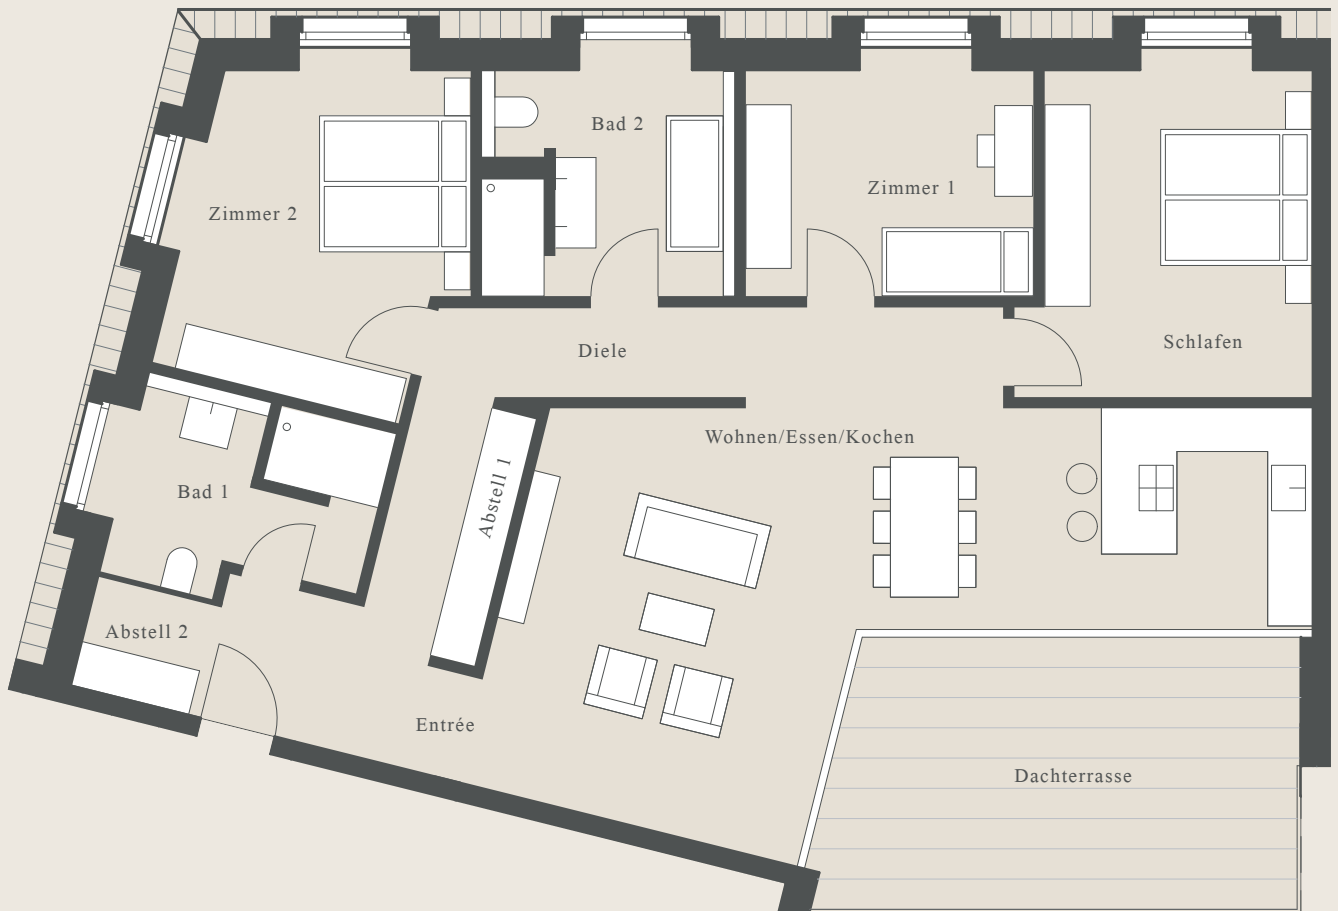 Bad 2
Zimmer 1
Zimmer 2
Schlafen
Diele
Wohnen/Essen/Kochen
Bad 1
Abstell 1
Abstell 2
Entrée
Dachterrasse